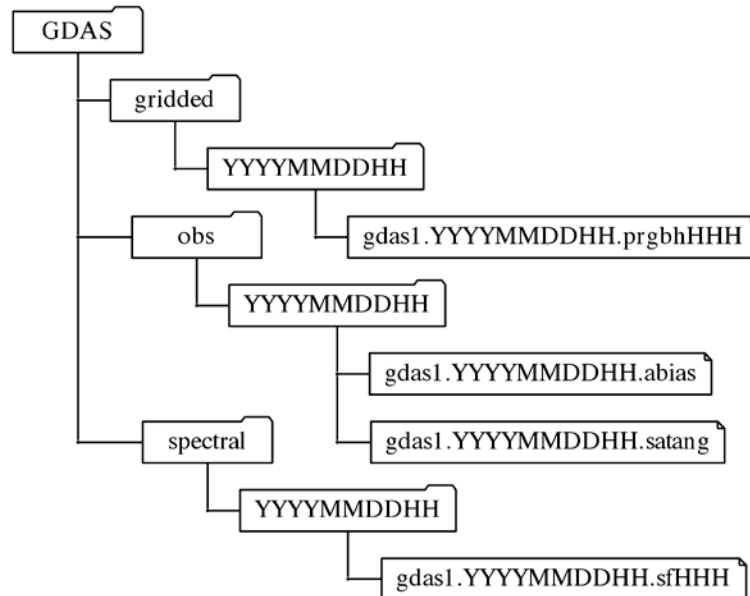 GDAS
gridded
YYYYMMDDHH
gdas1.YYYYMMDDHH.prgbhHHH
obs
YYYYMMDDHH
gdas1.YYYYMMDDHH.abias
gdas1.YYYYMMDDHH.satang
spectral
YYYYMMDDHH
gdas1.YYYYMMDDHH.sfHHH